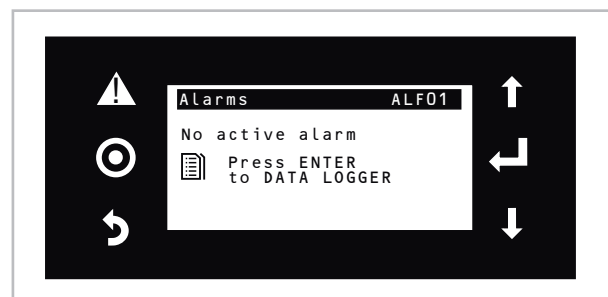 Alarms ALF01
No active alarm
Press ENTER
to DATA LOGGER